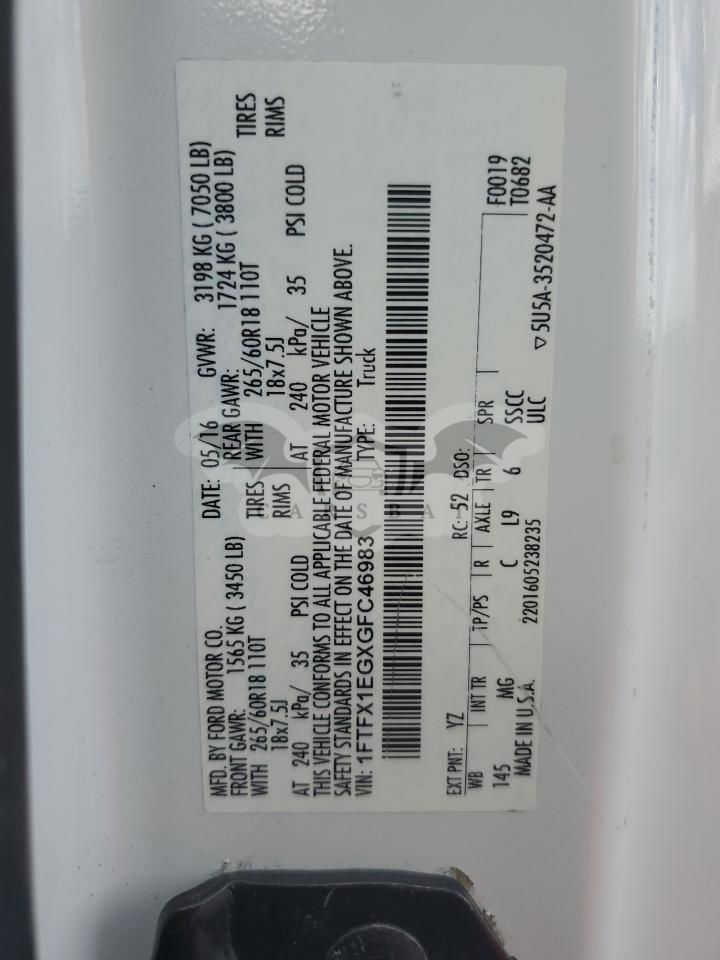 MFD. BY FORD MOTOR CO.
DATE: 05/16 GVWR: 3198 KG ( 7050 LB)
FRONT GAWR: 1565 KG ( 3450 LB) REAR GAWR: 1724 KG ( 3800 LB)
WITH 265/60R18 110T TIRES WITH 265/60R18 110T TIRES
18x7.5J RIMS 18x7.5J RIMS
AT 240 kPa/ 35 PSI COLD AT 240 kPa/ 35 PSI COLD
THIS VEHICLE CONFORMS TO ALL APPLICABLE FEDERAL MOTOR VEHICLE
SAFETY STANDARDS IN EFFECT ON THE DATE OF MANUFACTURE SHOWN ABOVE.
VIN: 1FTFX1EGXGFC46983 TYPE: Truck
F0019
T0682
EXT PNT: YZ RC: 52 DSO:
WB INT TR TP/PS R AXLE TR SPR
145 MG C L9 6 SSCC
MADE IN U.S.A. 2201605238235 ULC
▽5U5A-3520472-AA
CARSBAT